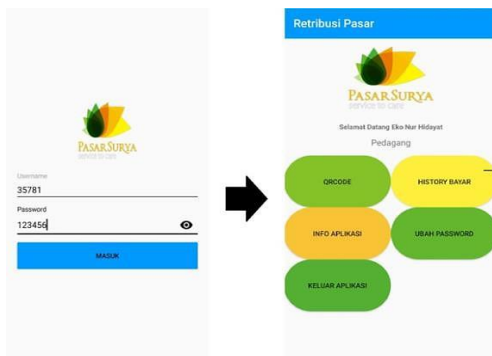 PASARSURYA
service to care
Username
35781
Password
123456
MASUK
Retribusi Pasar
PASARSURYA
service to care
Selamat Datang Eko Nur Hidayat
Pedagang
QRCODE
HISTORY BAYAR
INFO APLIKASI
UBAH PASSWORD
KELUAR APLIKASI